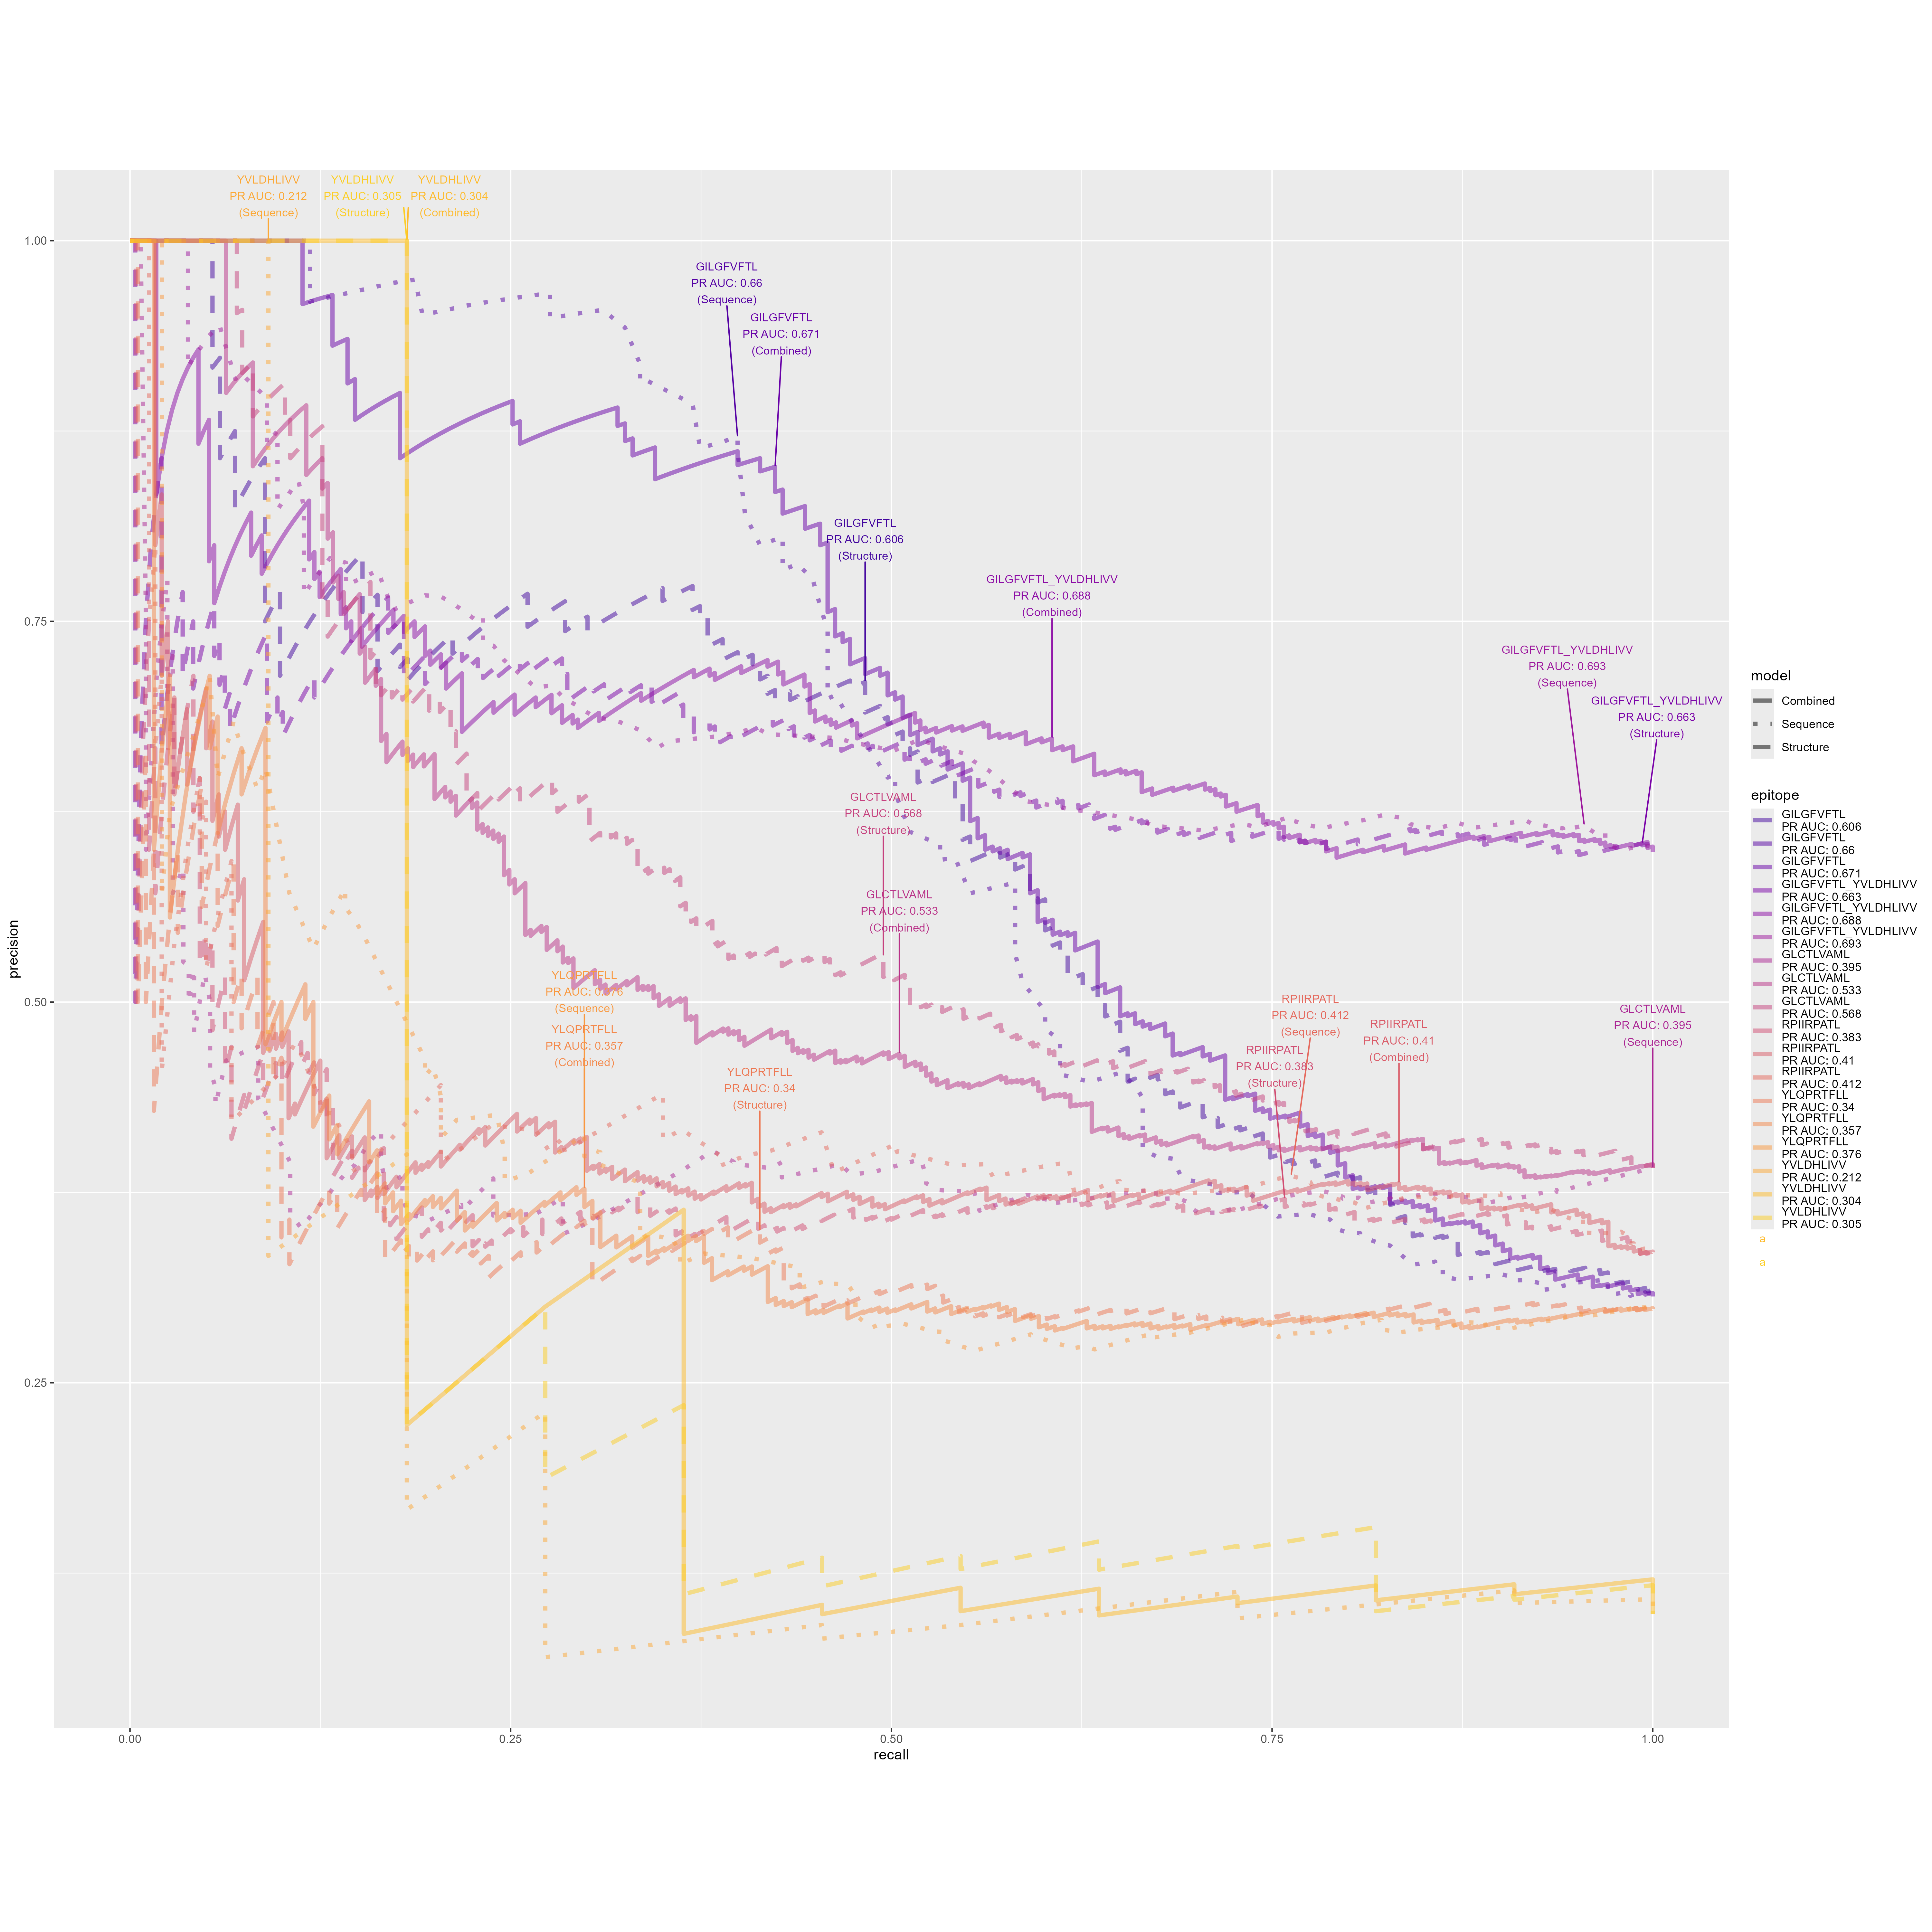 YVLDHLIVV
PR AUC: 0.212
(Sequence)
YVLDHLIVV
PR AUC: 0.305
(Structure)
YVLDHLIVV
PR AUC: 0.304
(Combined)
GILGFVFTL
PR AUC: 0.66
(Sequence)
GILGFVFTL
PR AUC: 0.671
(Combined)
GILGFVFTL
PR AUC: 0.606
(Structure)
GILGFVFTL_YVLDHLIVV
PR AUC: 0.688
(Combined)
GILGFVFTL_YVLDHLIVV
PR AUC: 0.693
(Sequence)
GILGFVFTL_YVLDHLIVV
PR AUC: 0.663
(Structure)
GLCTLVAML
PR AUC: 0.568
(Structure)
GLCTLVAML
PR AUC: 0.533
(Combined)
YLQPRTFLL
PR AUC: 0.376
(Sequence)
YLQPRTFLL
PR AUC: 0.357
(Combined)
YLQPRTFLL
PR AUC: 0.34
(Structure)
RPIIRPATL
PR AUC: 0.412
(Sequence)
RPIIRPATL
PR AUC: 0.41
(Combined)
RPIIRPATL
PR AUC: 0.383
(Structure)
GLCTLVAML
PR AUC: 0.395
(Sequence)
1.00
0.75
0.50
0.25
precision
0.00
0.25
0.50
0.75
1.00
recall
model
Combined
Sequence
Structure
epitope
GILGFVFTL
PR AUC: 0.606
GILGFVFTL
PR AUC: 0.66
GILGFVFTL
PR AUC: 0.671
GILGFVFTL_YVLDHLIVV
PR AUC: 0.663
GILGFVFTL_YVLDHLIVV
PR AUC: 0.688
GILGFVFTL_YVLDHLIVV
PR AUC: 0.693
GLCTLVAML
PR AUC: 0.395
GLCTLVAML
PR AUC: 0.533
GLCTLVAML
PR AUC: 0.568
RPIIRPATL
PR AUC: 0.383
RPIIRPATL
PR AUC: 0.41
RPIIRPATL
PR AUC: 0.412
YLQPRTFLL
PR AUC: 0.34
YLQPRTFLL
PR AUC: 0.357
YLQPRTFLL
PR AUC: 0.376
YVLDHLIVV
PR AUC: 0.212
YVLDHLIVV
PR AUC: 0.304
YVLDHLIVV
PR AUC: 0.305
a
a